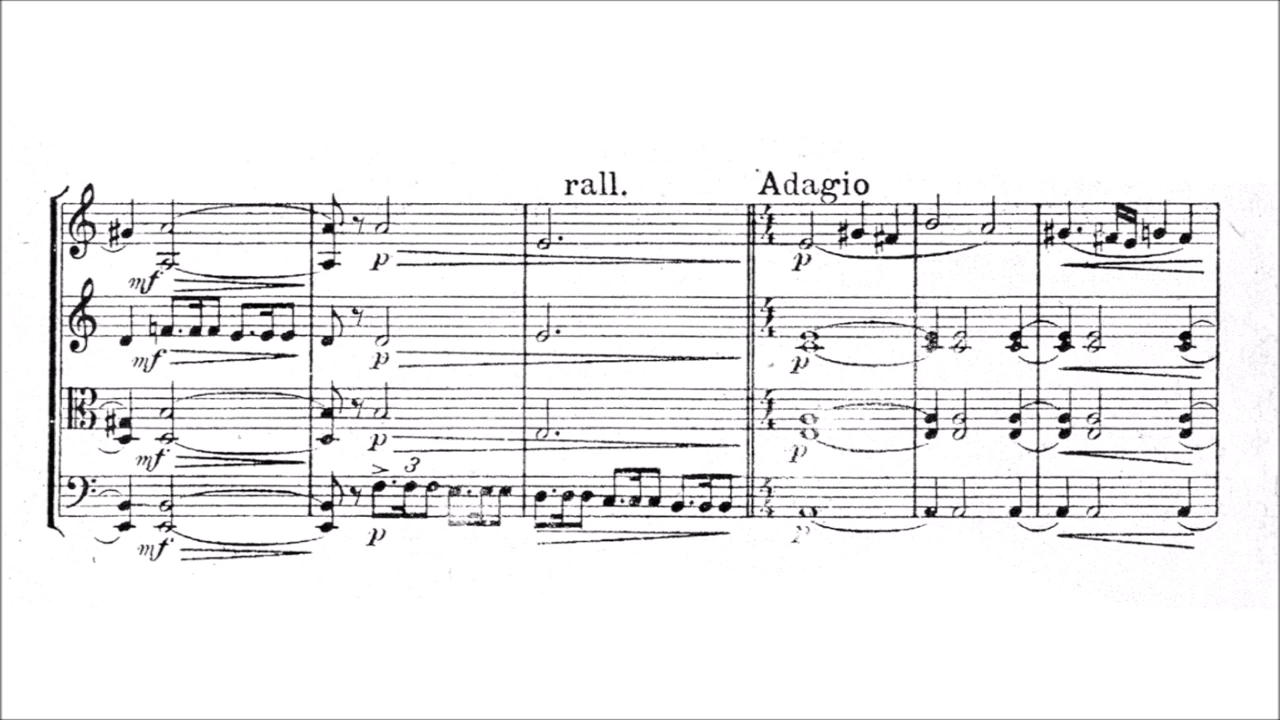 rall. Adagio
mf
mf p p
p p
mf p p
3
mf p p